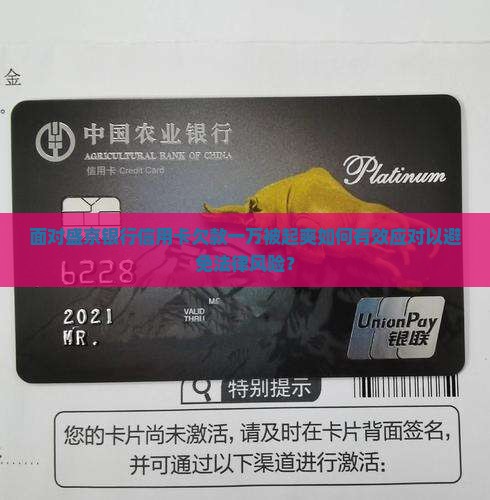 金
中国农业银行
AGRICULTURAL BANK OF CHINA
信用卡 Credit Card
Platinum
面对盛京银行信用卡欠款一万被起爽如何有效应对以避
免法律风险？
6228
MC
2021
VALID
THRU
MR.
UnionPay
银联
特别提示
您的卡片尚未激活，请及时在卡片背面签名，
并可通过以下渠道进行激活：